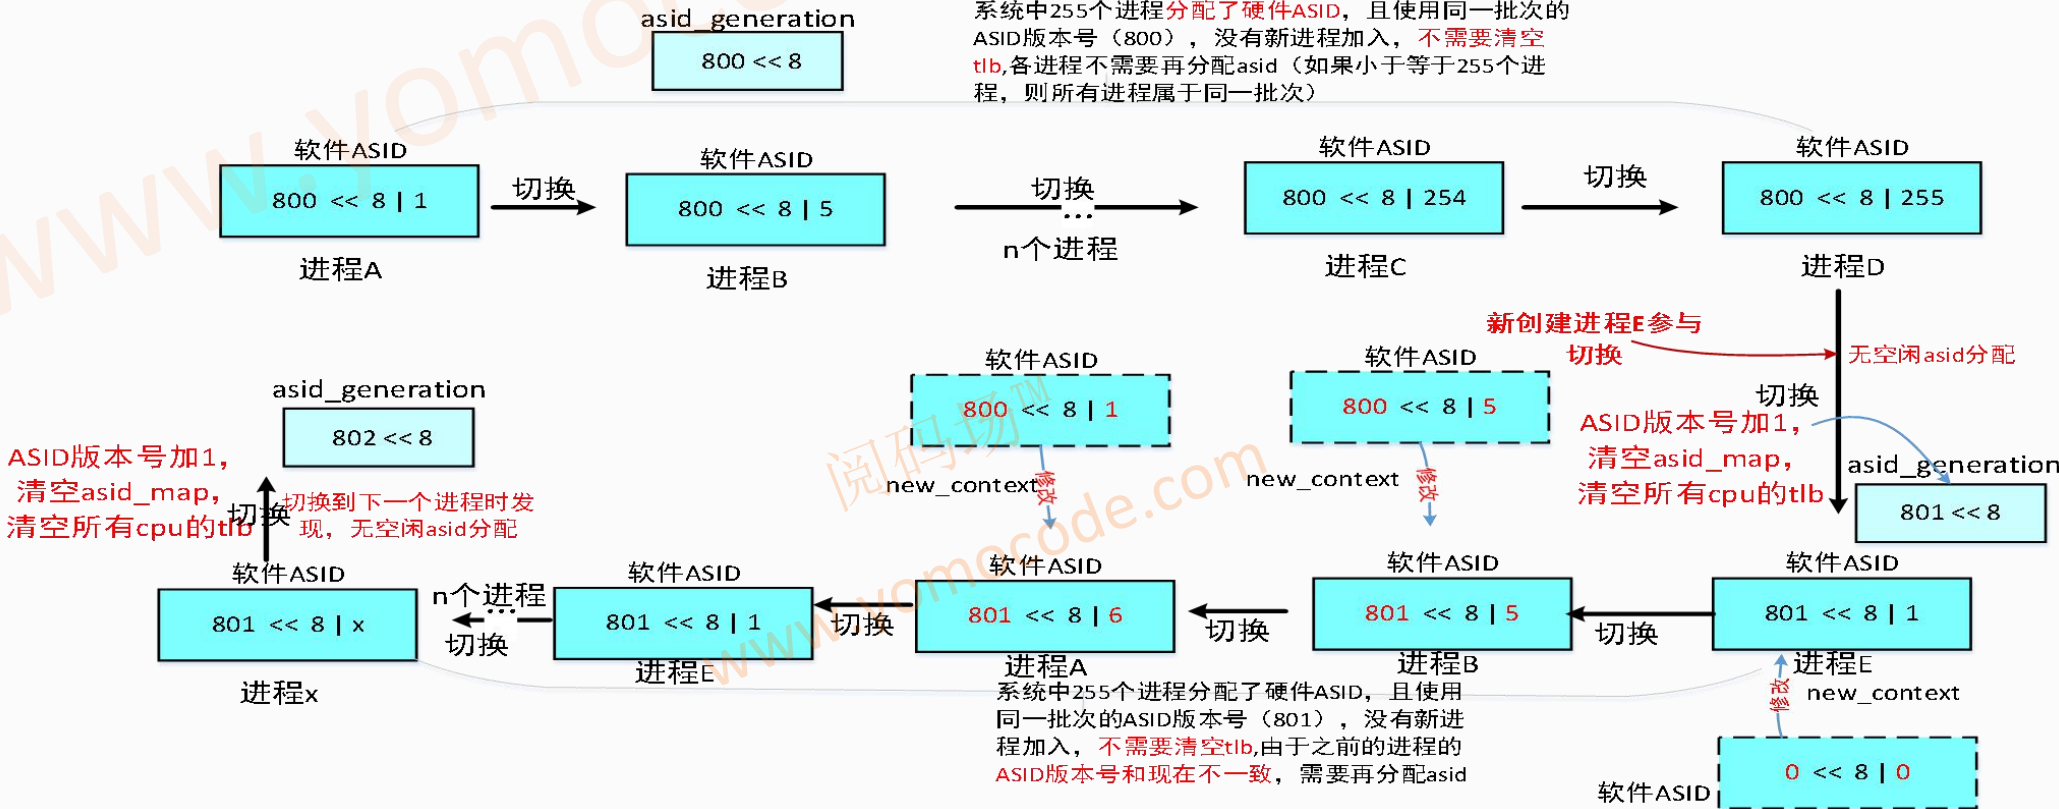 asid_generation
800 << 8
系统中255个进程分配了硬件ASID，且使用同一批次的
ASID版本号（800），没有新进程加入，不需要清空
tlb,各进程不需要再分配asid（如果小于等于255个进
程，则所有进程属于同一批次）
软件ASID
800 << 8 | 1
进程A
切换
软件ASID
800 << 8 | 5
进程B
切换
...
n个进程
软件ASID
800 << 8 | 254
进程C
切换
软件ASID
800 << 8 | 255
进程D
新创建进程E参与
切换
无空闲asid分配
切换
ASID版本号加1，
清空asid_map，
清空所有cpu的tlb
asid_generation
801 << 8
软件ASID
800 << 8 | 5
new_context
修改
软件ASID
800 << 8 | 1
new_context
修改
asid_generation
802 << 8
ASID版本号加1，
清空asid_map，
清空所有cpu的tlb
切换
切换到下一个进程时发
现，无空闲asid分配
软件ASID
801 << 8 | x
进程x
n个进程
...
切换
软件ASID
801 << 8 | 1
进程E
切换
软件ASID
801 << 8 | 6
进程A
切换
软件ASID
801 << 8 | 5
进程B
切换
软件ASID
801 << 8 | 1
进程E
new_context
修改
软件ASID
0 << 8 | 0
系统中255个进程分配了硬件ASID，且使用
同一批次的ASID版本号（801），没有新进
程加入，不需要清空tlb,由于之前的进程的
ASID版本号和现在不一致，需要再分配asid
www.yomoc
阅码场™
www.yomocode.com